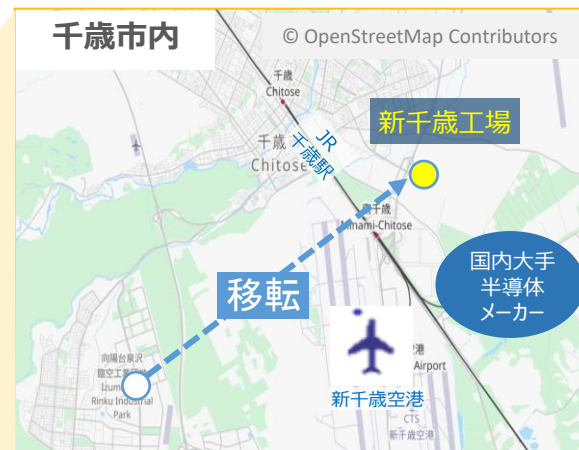 千歳市内
© OpenStreetMap Contributors
千歳
Chitose
新千歳工場
JR
千歳駅
千歳
Chitose
南千歳
Minami-Chitose
国内大手
半導体
メーカー
移転
空港
Airport
向陽台泉沢
臨空工業団地
Izumi
Rinku Industrial
Park
新千歳空港
CTS
新千歳空港